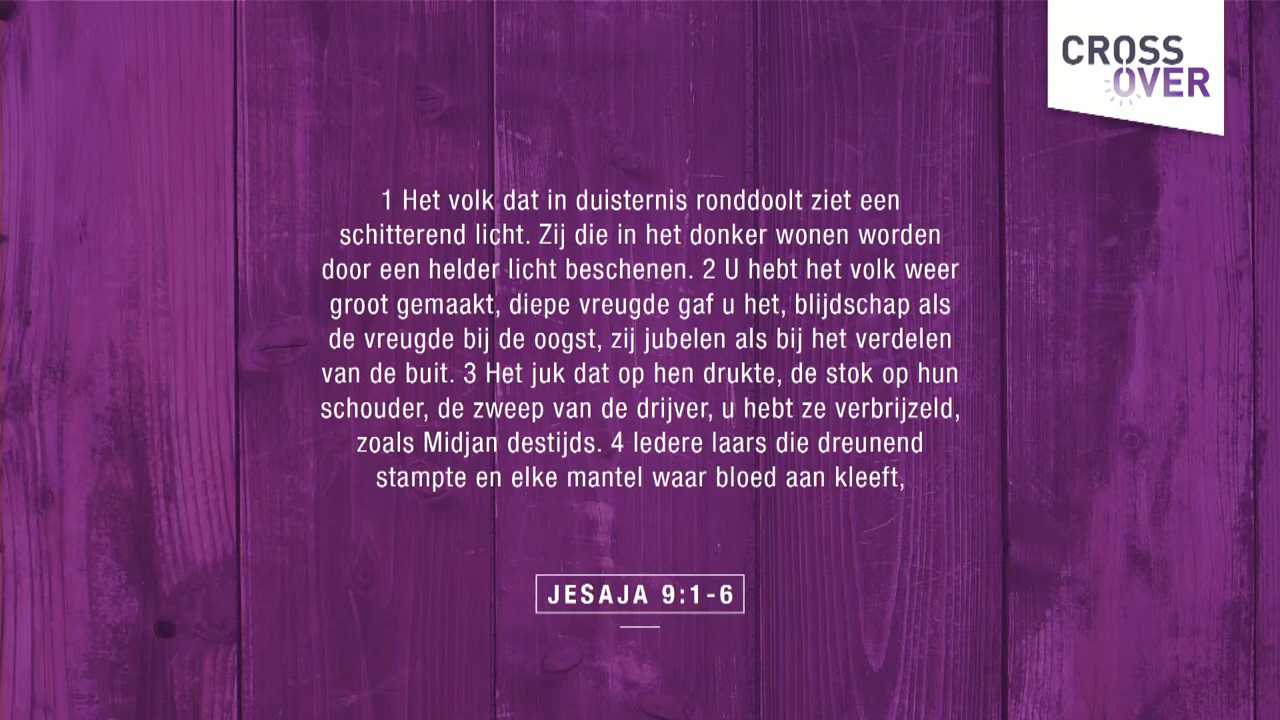 CROSS
OVER
1 Het volk dat in duisternis ronddoolt ziet een
schitterend licht. Zij die in het donker wonen worden
door een helder licht beschenen. 2 U hebt het volk weer
groot gemaakt, diepe vreugde gaf u het, blijdschap als
de vreugde bij de oogst, zij jubelen als bij het verdelen
van de buit. 3 Het juk dat op hen drukte, de stok op hun
schouder, de zweep van de drijver, u hebt ze verbrijzeld,
zoals Midjan destijds. 4 Iedere laars die dreunend
stampte en elke mantel waar bloed aan kleeft,
JESAJA 9:1-6